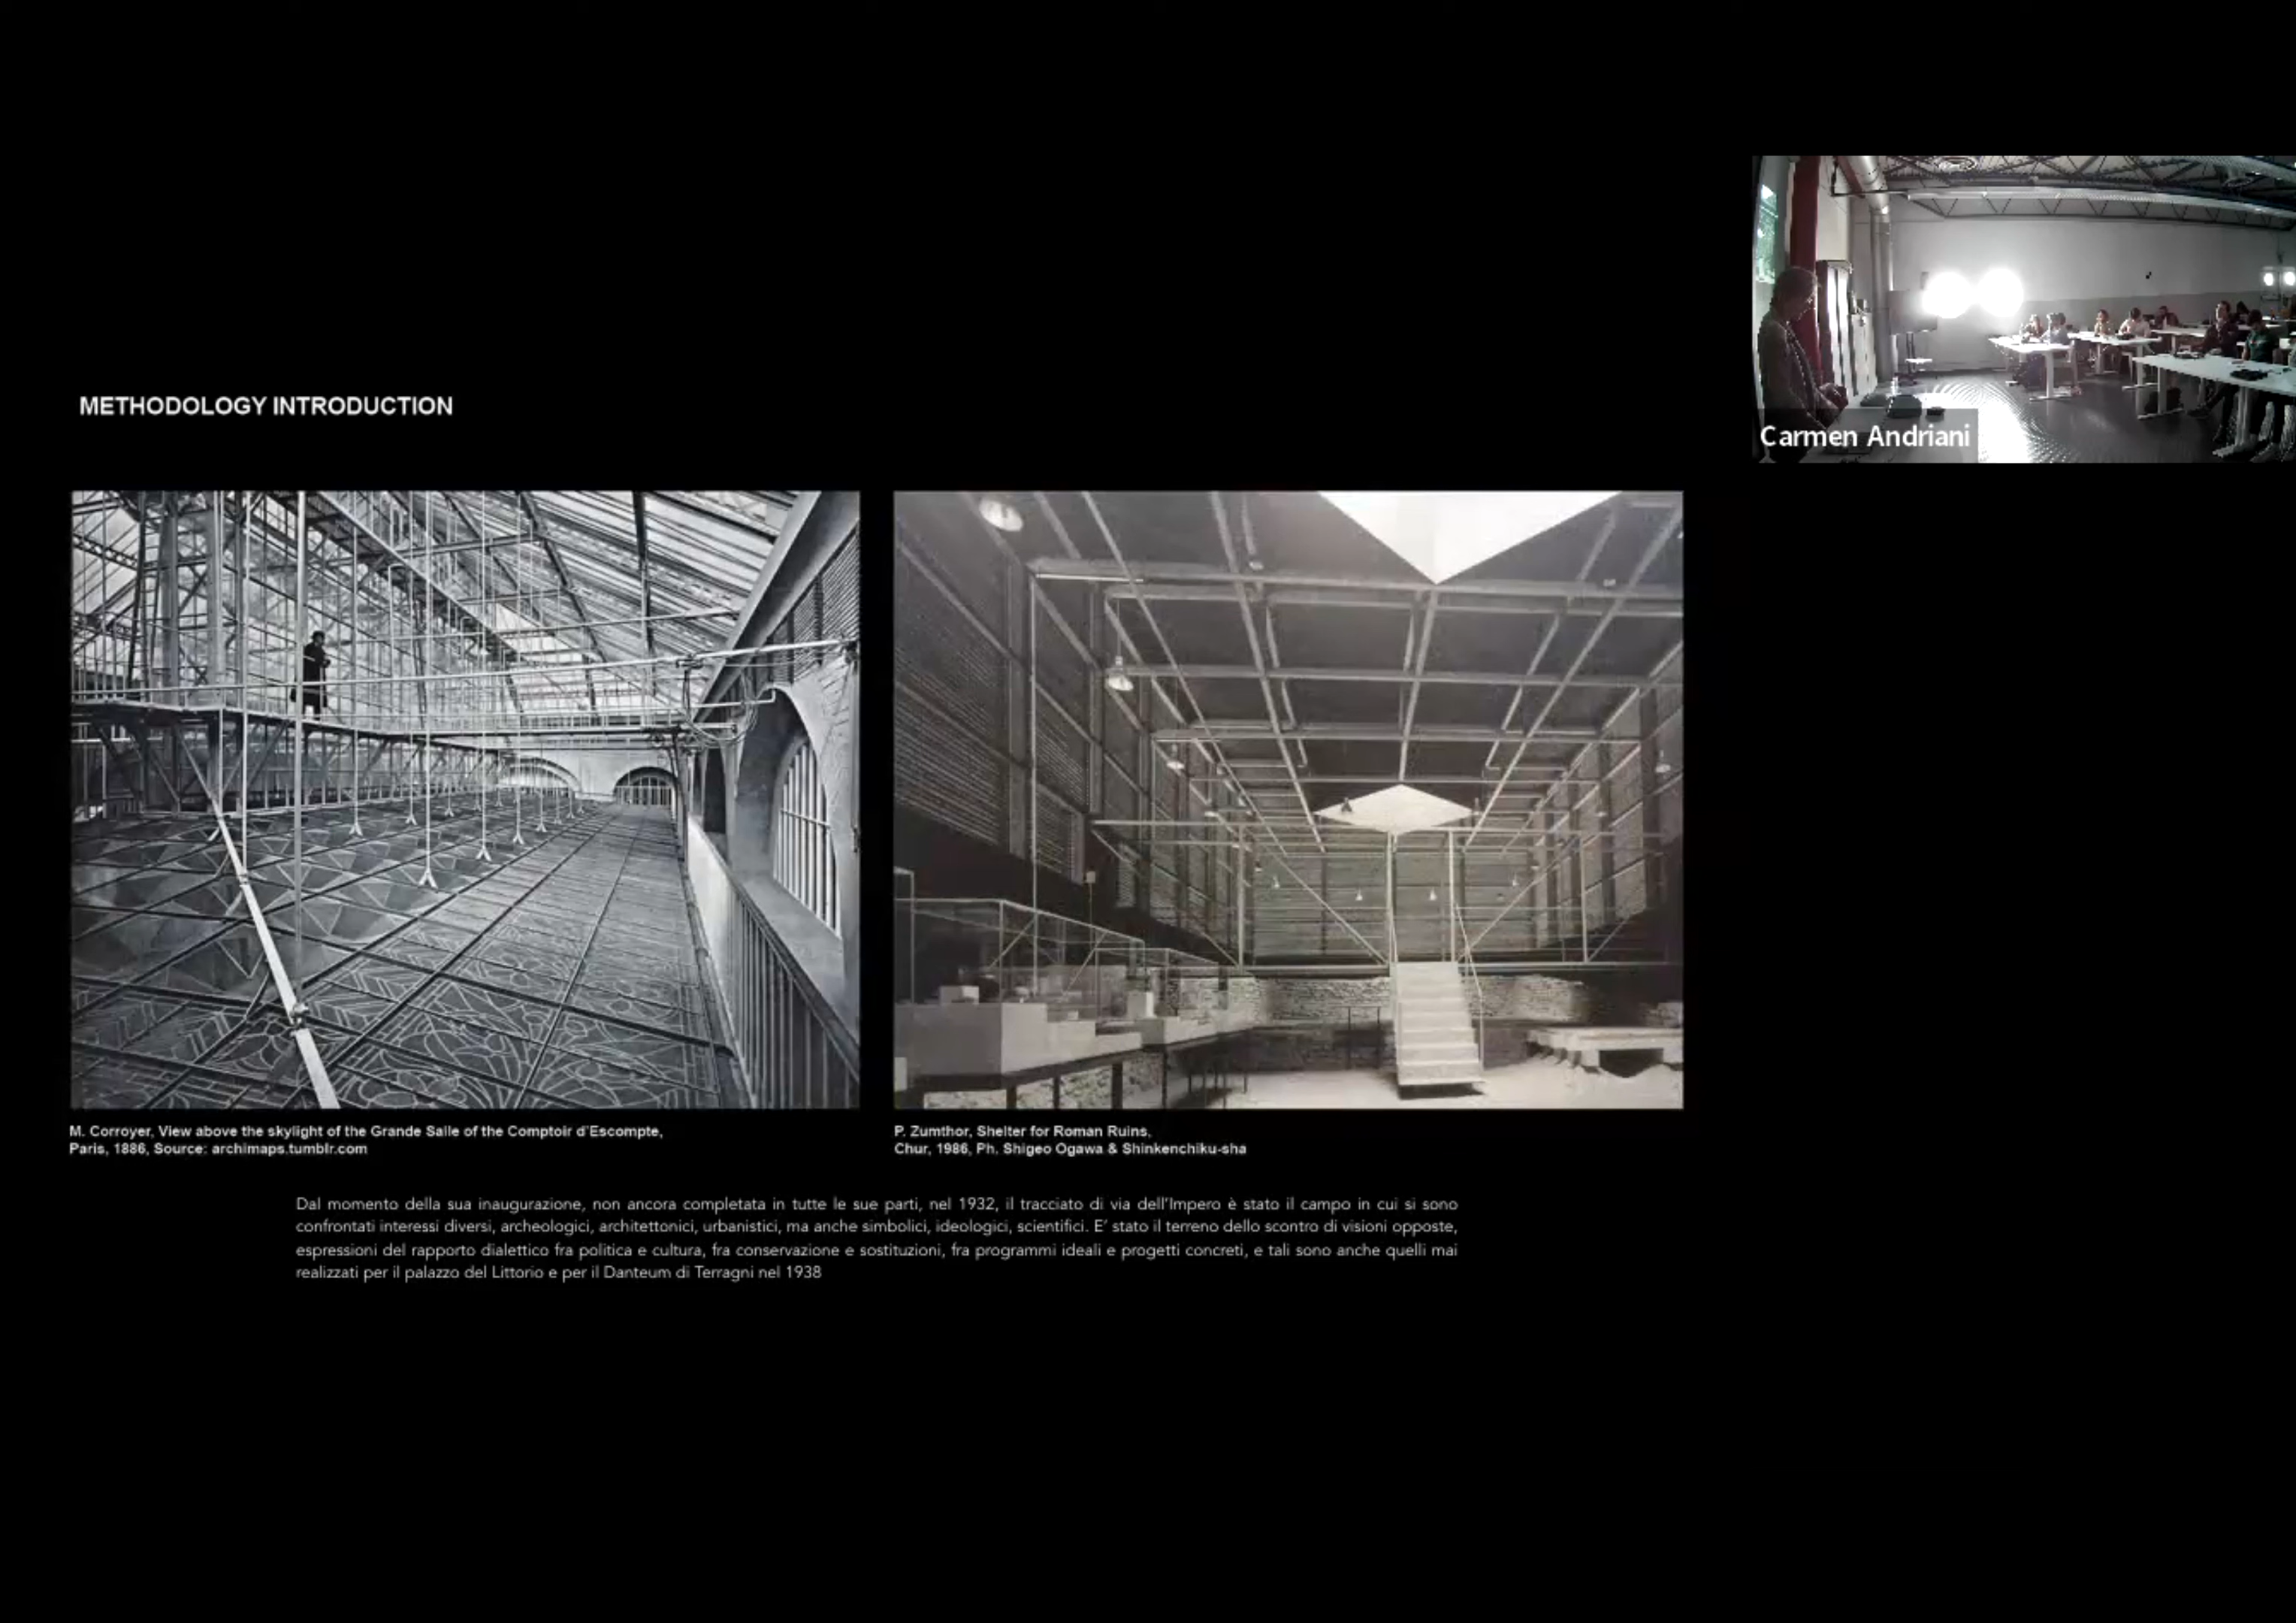 METHODOLOGY INTRODUCTION
Carmen Andriani
M. Corroyer, View above the skylight of the Grande Salle of the Comptoir d'Escompte,
Paris, 1886, Source: archimaps.tumblr.com
P. Zumthor, Shelter for Roman Ruins,
Chur, 1986, Ph. Shigeo Ogawa & Shinkenchiku-sha
Dal momento della sua inaugurazione, non ancora completata in tutte le sue parti, nel 1932, il tracciato di via dell'Impero è stato il campo in cui si sono
confrontati interessi diversi, archeologici, architettonici, urbanistici, ma anche simbolici, ideologici, scientifici. E' stato il terreno dello scontro di visioni opposte,
espressioni del rapporto dialettico fra politica e cultura, fra conservazione e sostituzioni, fra programmi ideali e progetti concreti, e tali sono anche quelli mai
realizzati per il palazzo del Littorio e per il Danteum di Terragni nel 1938